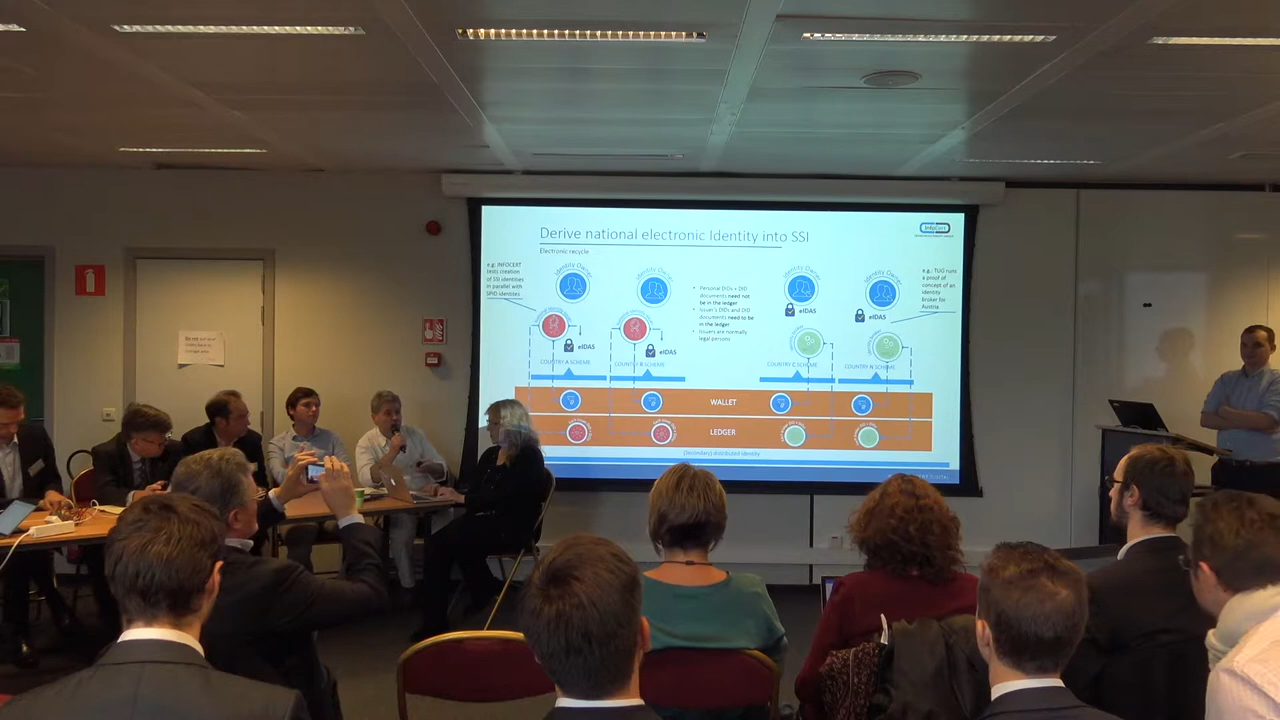 Derive national electronic Identity into SSI
InfoCert
Electronic recycle
e.g: INFOCERT
tests creation
of SSI identities
in parallel with
SPID identities
Identity Owner
Identity Owner
Identity Owner
Identity Owner
e.g.: TUG runs
a proof of
concept of an
identity
broker for
Austria
• Personal DIDs + DID
documents need not
be in the ledger
• Issuer's DIDs and DID
documents need to be
in the ledger
• Issuers are normally
legal persons
eIDAS
eIDAS
eIDAS
eIDAS
COUNTRY A SCHEME
COUNTRY B SCHEME
COUNTRY C SCHEME
COUNTRY N SCHEME
WALLET
LEDGER
(Secondary) distributed identity
Do not